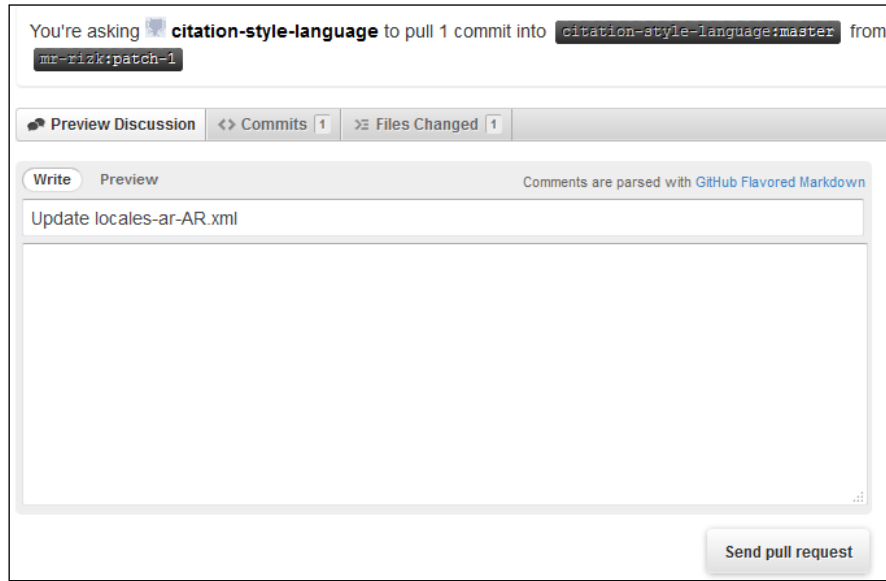 You're asking citation-style-language to pull 1 commit into citation-style-language:master from
mr-rizk:patch-1
Preview Discussion <> Commits 1 Files Changed 1
Write Preview Comments are parsed with GitHub Flavored Markdown
Update locales-ar-AR.xml
Send pull request